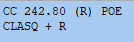 CC 242.80 (R) POE
CLASQ + R